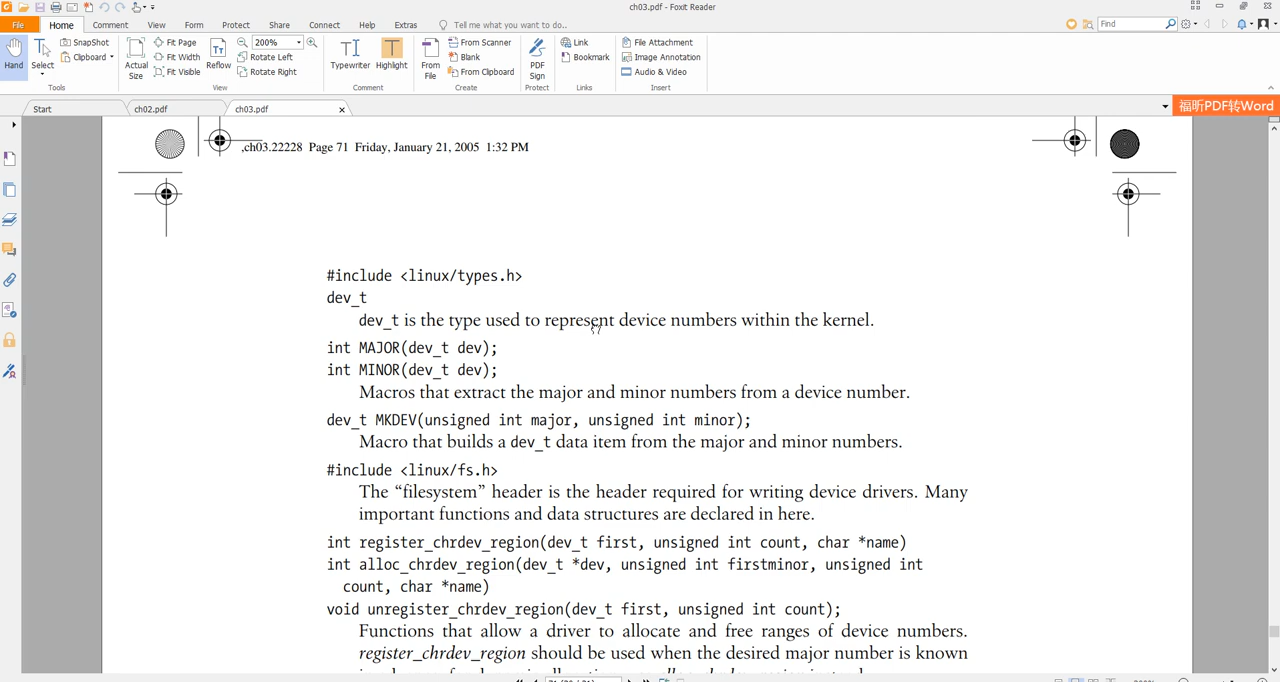 ch03.pdf - Foxit Reader
File Home Comment View Form Protect Share Connect Help Extras Tell me what you want to do.. Find
Hand Select SnapShot Clipboard Actual Size Fit Page Fit Width Fit Visible Reflow 200% Rotate Left Rotate Right Typewriter Highlight From File From Scanner Blank From Clipboard PDF Sign Link Bookmark File Attachment Image Annotation Audio & Video
Tools View Comment Create Protect Links Insert
Start ch02.pdf ch03.pdf 福昕PDF转Word
,ch03.22228 Page 71 Friday, January 21, 2005 1:32 PM
#include <linux/types.h>
dev_t
dev_t is the type used to represent device numbers within the kernel.
int MAJOR(dev_t dev);
int MINOR(dev_t dev);
Macros that extract the major and minor numbers from a device number.
dev_t MKDEV(unsigned int major, unsigned int minor);
Macro that builds a dev_t data item from the major and minor numbers.
#include <linux/fs.h>
The “filesystem” header is the header required for writing device drivers. Many
important functions and data structures are declared in here.
int register_chrdev_region(dev_t first, unsigned int count, char *name)
int alloc_chrdev_region(dev_t *dev, unsigned int firstminor, unsigned int
count, char *name)
void unregister_chrdev_region(dev_t first, unsigned int count);
Functions that allow a driver to allocate and free ranges of device numbers.
register_chrdev_region should be used when the desired major number is known